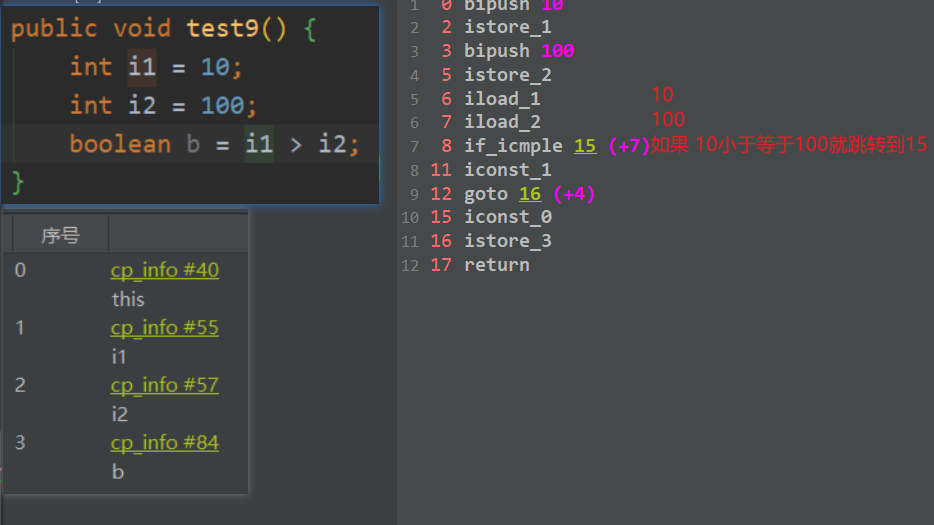 public void test9() {
int i1 = 10;
int i2 = 100;
boolean b = i1 > i2;
}
序号
0 cp_info #40
this
1 cp_info #55
i1
2 cp_info #57
i2
3 cp_info #84
b
1 0 bipush 10
2 2 istore_1
3 3 bipush 100
4 5 istore_2
5 6 iload_1 10
6 7 iload_2 100
7 8 if_icmple 15 (+7) 如果 10小于等于100就跳转到15
8 11 iconst_1
9 12 goto 16 (+4)
10 15 iconst_0
11 16 istore_3
12 17 return